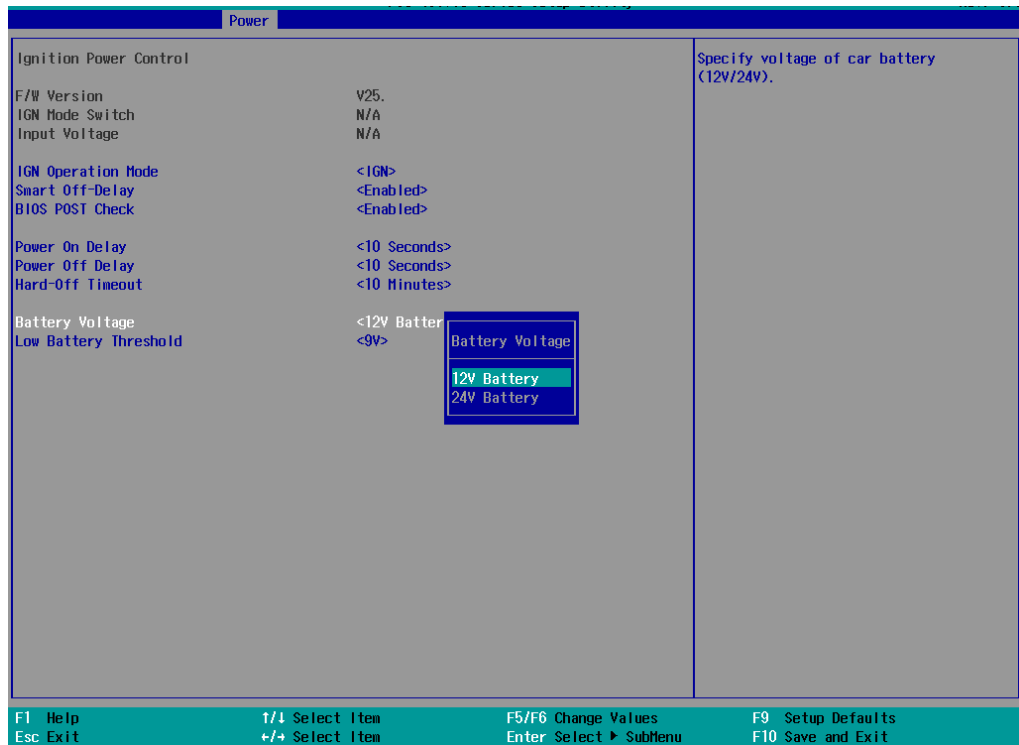 Power
Ignition Power Control
Specify voltage of car battery
(12V/24V).
F/W Version V25.
IGN Mode Switch N/A
Input Voltage N/A
IGN Operation Mode <IGN>
Smart Off-Delay <Enabled>
BIOS POST Check <Enabled>
Power On Delay <10 Seconds>
Power Off Delay <10 Seconds>
Hard-Off Timeout <10 Minutes>
Battery Voltage <12V Batter
Low Battery Threshold <9V>
Battery Voltage
12V Battery
24V Battery
F1 Help ↑/↓ Select Item F5/F6 Change Values F9 Setup Defaults
Esc Exit ←/→ Select Item Enter Select ▶ SubMenu F10 Save and Exit